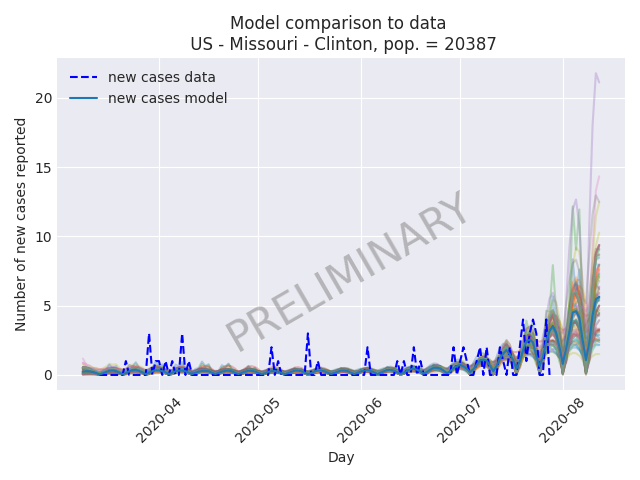 Model comparison to data
US - Missouri - Clinton, pop. = 20387
new cases data
new cases model
Number of new cases reported
20
15
10
5
0
PRELIMINARY
2020-04
2020-05
2020-06
2020-07
2020-08
Day